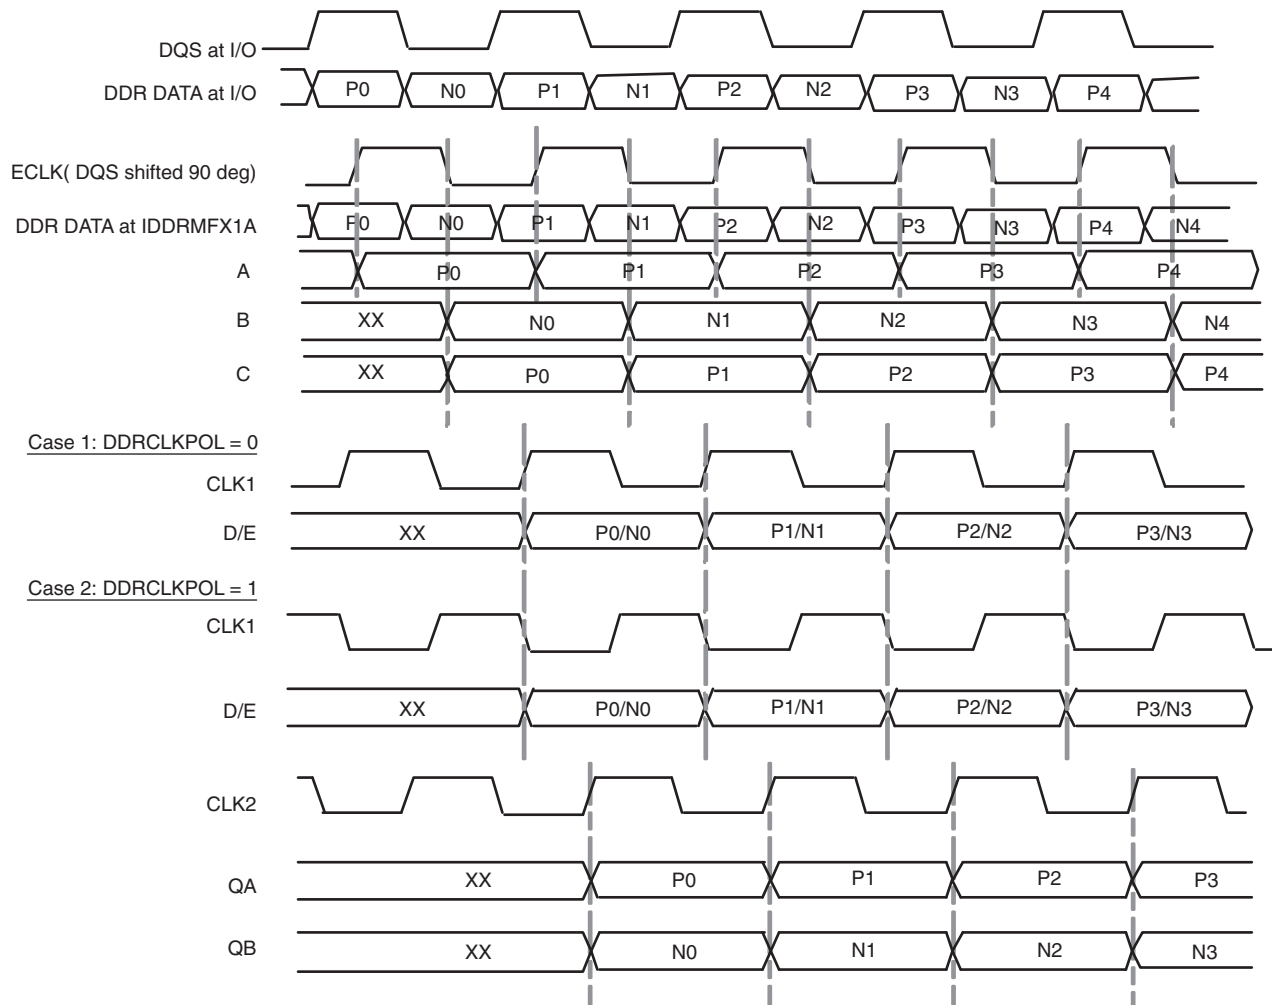 DQS at I/O
DDR DATA at I/O P0 N0 P1 N1 P2 N2 P3 N3 P4
ECLK( DQS shifted 90 deg)
DDR DATA at IDDRMFX1A P0 N0 P1 N1 P2 N2 P3 N3 P4 N4
A P0 P1 P2 P3 P4
B XX N0 N1 N2 N3 N4
C XX P0 P1 P2 P3 P4
Case 1: DDRCLKPOL = 0
CLK1
D/E XX P0/N0 P1/N1 P2/N2 P3/N3
Case 2: DDRCLKPOL = 1
CLK1
D/E XX P0/N0 P1/N1 P2/N2 P3/N3
CLK2
QA XX P0 P1 P2 P3
QB XX N0 N1 N2 N3